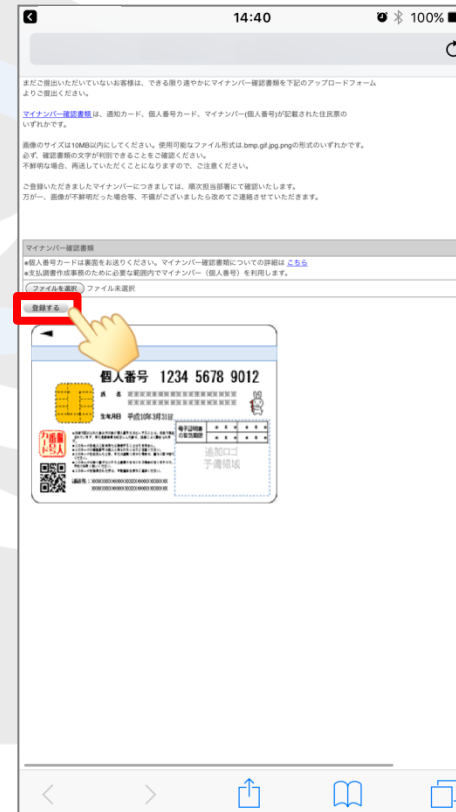 14:40
100%
まだご提出いただいていないお客様は、できる限り速やかにマイナンバー確認書類を下記のアップロードフォーム
よりご提出ください。
マイナンバー確認書類 は、通知カード、個人番号カード、マイナンバー(個人番号)が記載された住民票の
いずれかです。
画像のサイズは10MB以内にしてください。使用可能なファイル形式は.bmp.gif.jpg.pngの形式のいずれかです。
必ず、確認書類の文字が判別できることをご確認ください。
不鮮明な場合、再送していただくことになりますので、ご注意ください。
ご登録いただきましたマイナンバーにつきましては、順次担当部署にて確認いたします。
万が一、画像が不鮮明だった場合等、不備がございましたら改めてご連絡させていただきます。
マイナンバー確認書類
※個人番号カードは裏面をお送りください。マイナンバー確認書類についての詳細は こちら
※支払調書作成事務のために必要な範囲内でマイナンバー（個人番号）を利用します。
ファイルを選択 ファイル未選択
登録する
個人番号 1234 5678 9012
氏 名
生年月日 平成10年3月31日
電子証明書
の有効期限
追加ロゴ
予備領域
個人番号カード
連絡先：